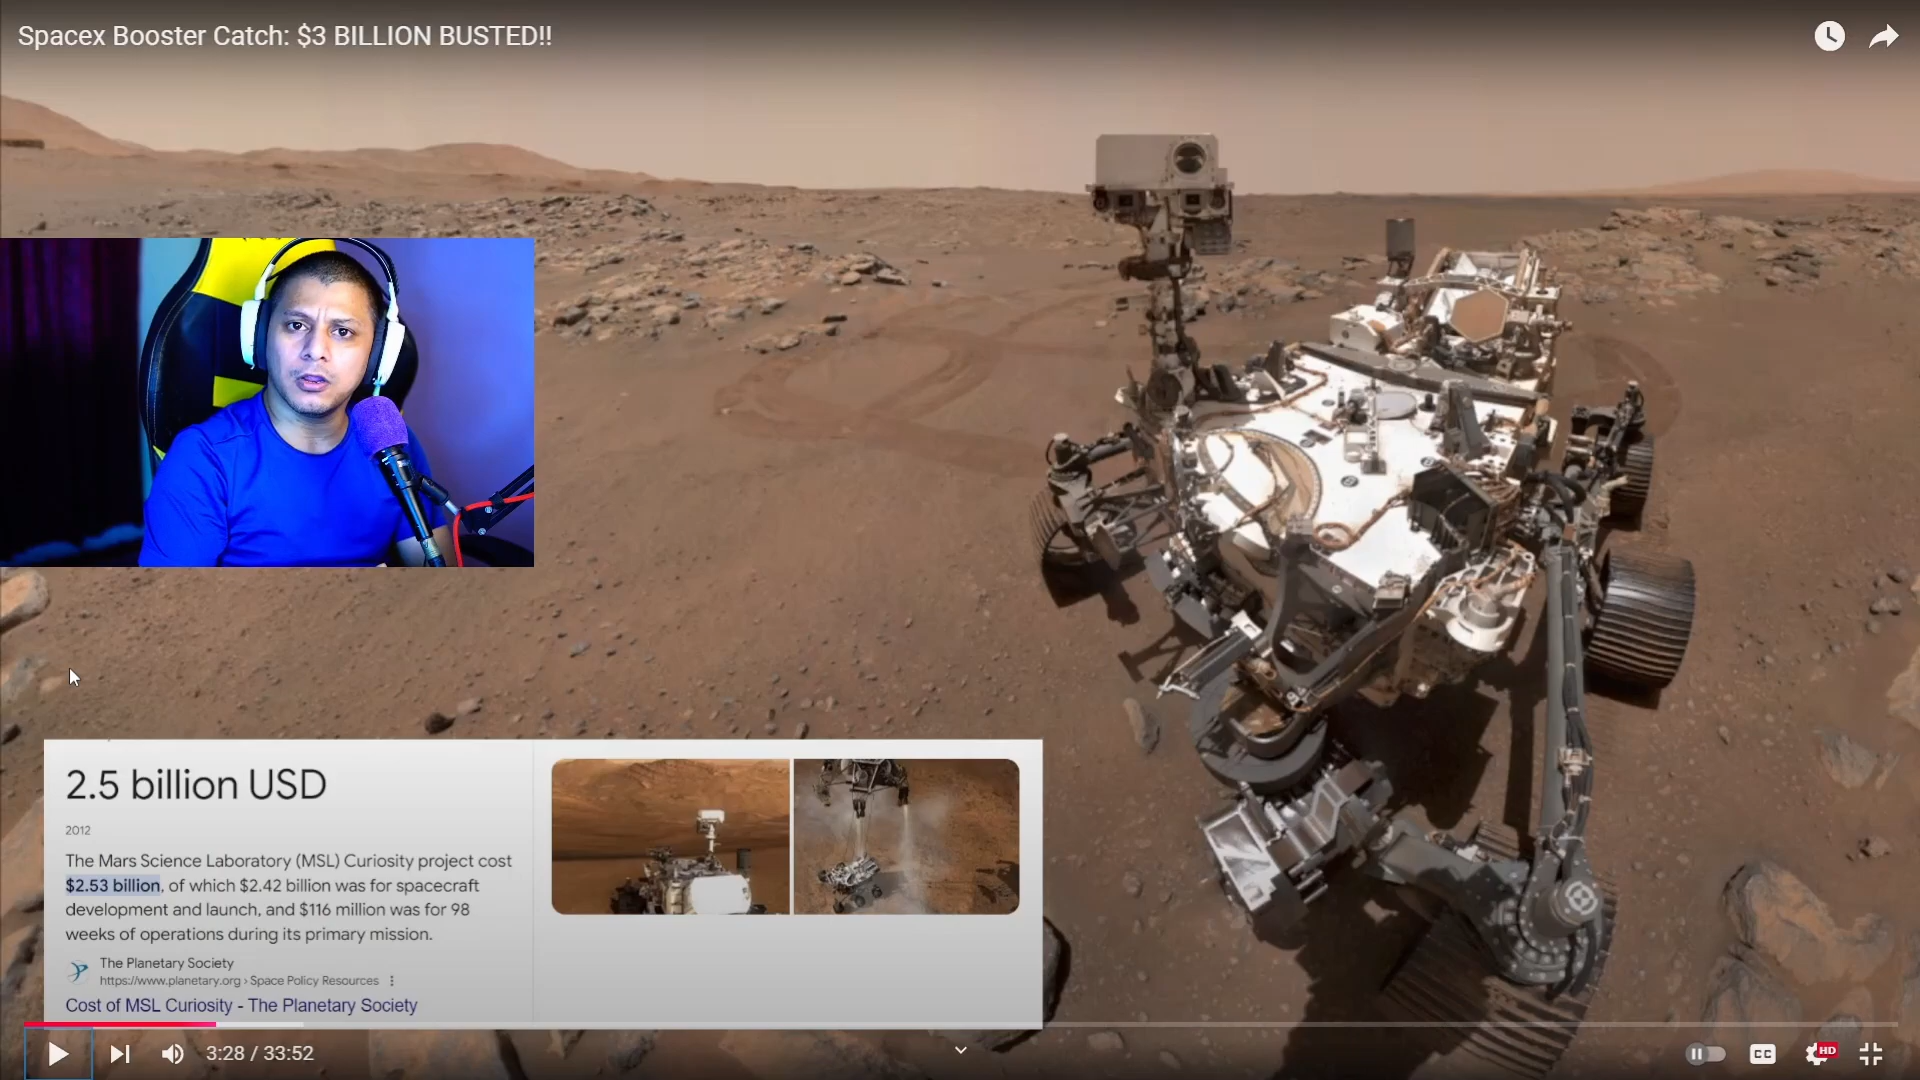 Spacex Booster Catch: $3 BILLION BUSTED!!
2.5 billion USD
2012
The Mars Science Laboratory (MSL) Curiosity project cost
$2.53 billion, of which $2.42 billion was for spacecraft
development and launch, and $116 million was for 98
weeks of operations during its primary mission.
The Planetary Society
https://www.planetary.org › Space Policy Resources
Cost of MSL Curiosity - The Planetary Society
3:28 / 33:52
CC
HD